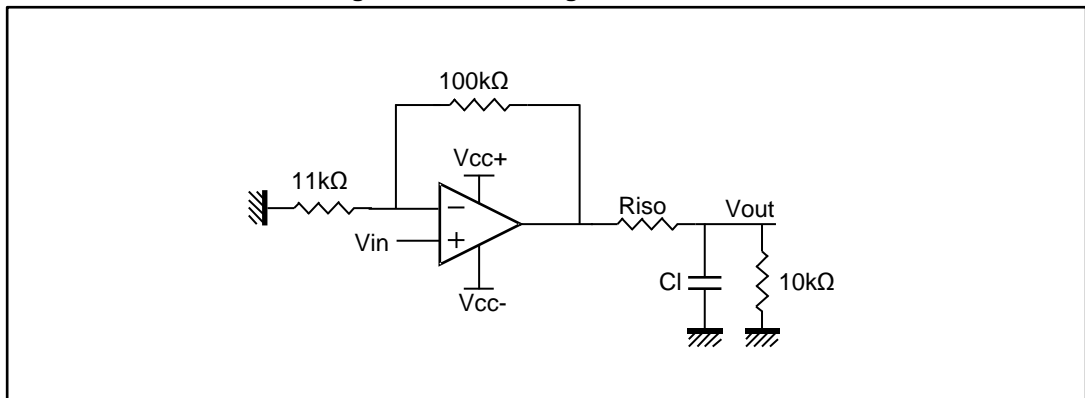 100kΩ
Vcc+
11kΩ
−
Riso
Vout
Vin
+
Cl
10kΩ
Vcc-